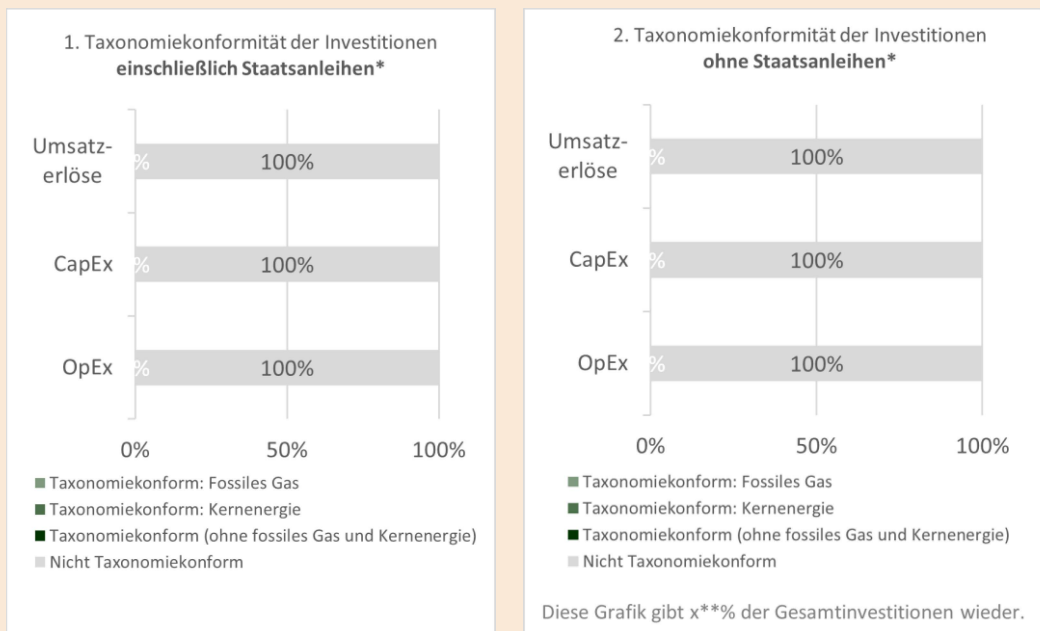 1. Taxonomiekonformität der Investitionen
einschließlich Staatsanleihen*
Umsatz-
erlöse
% 100%
CapEx
% 100%
OpEx
% 100%
0% 50% 100%
Taxonomiekonform: Fossiles Gas
Taxonomiekonform: Kernenergie
Taxonomiekonform (ohne fossiles Gas und Kernenergie)
Nicht Taxonomiekonform
2. Taxonomiekonformität der Investitionen
ohne Staatsanleihen*
Umsatz-
erlöse
% 100%
CapEx
% 100%
OpEx
% 100%
0% 50% 100%
Taxonomiekonform: Fossiles Gas
Taxonomiekonform: Kernenergie
Taxonomiekonform (ohne fossiles Gas und Kernenergie)
Nicht Taxonomiekonform
Diese Grafik gibt x**% der Gesamtinvestitionen wieder.